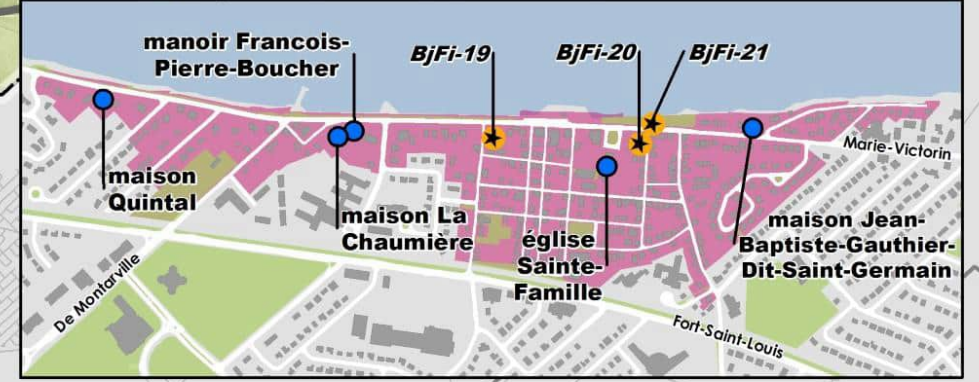 manoir Francois-
Pierre-Boucher
BjFi-19
BjFi-20
BjFi-21
Marie-Victorin
maison
Quintal
maison La
Chaumière
église
Sainte-
Famille
maison Jean-
Baptiste-Gauthier-
Dit-Saint-Germain
De Montarville
Fort-Saint-Louis